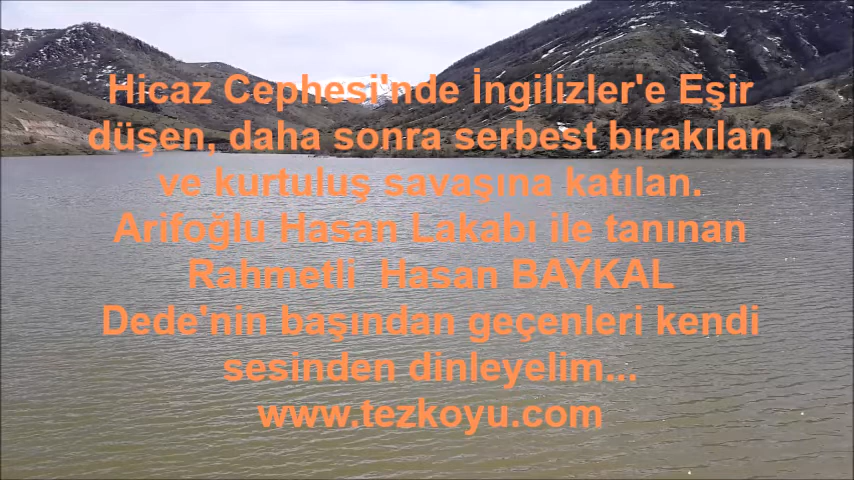 Hicaz Cephesi'nde İngilizler'e Eşir
düşen, daha sonra serbest bırakılan
ve kurtuluş savaşına katılan.
Arifoğlu Hasan Lakabı ile tanınan
Rahmetli Hasan BAYKAL
Dede'nin başından geçenleri kendi
sesinden dinleyelim...
www.tezkoyu.com